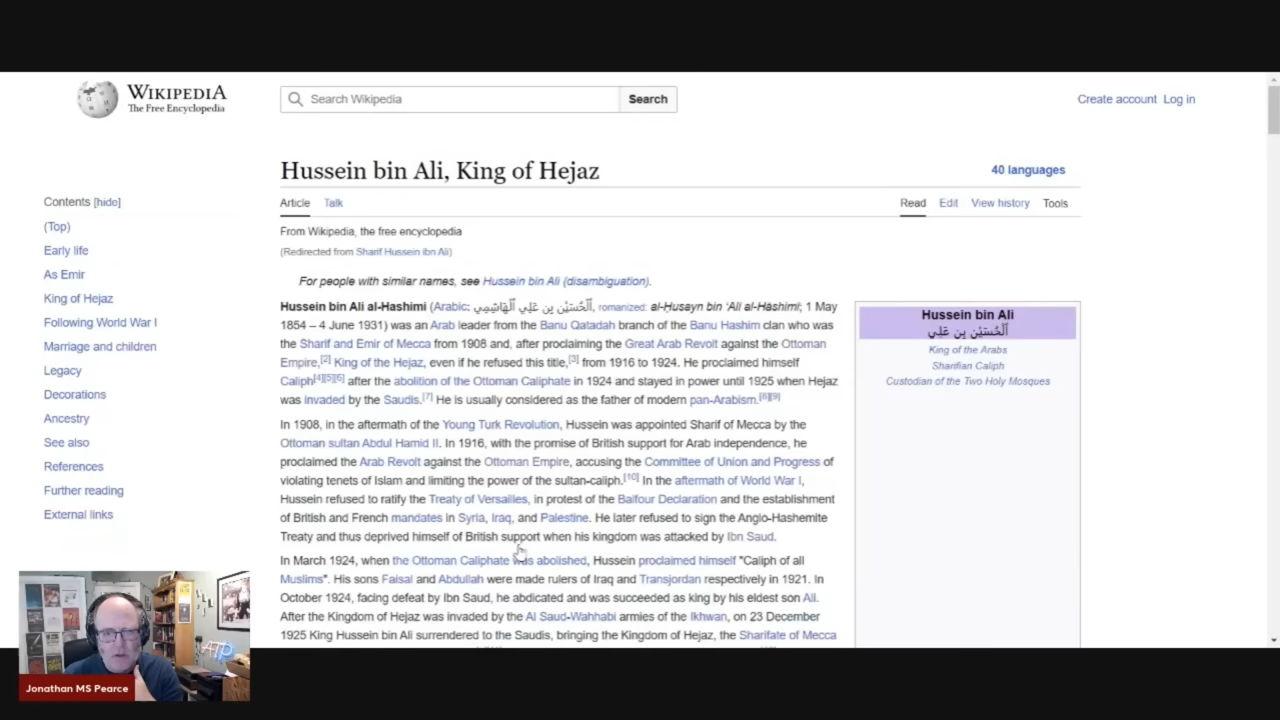 WIKIPEDIA
The Free Encyclopedia
Search Wikipedia
Search
Create account Log in
Hussein bin Ali, King of Hejaz
40 languages
Contents [hide]
(Top)
Early life
As Emir
King of Hejaz
Following World War I
Marriage and children
Legacy
Decorations
Ancestry
See also
References
Further reading
External links
Article Talk
Read Edit View history Tools
From Wikipedia, the free encyclopedia
(Redirected from Sharif Hussein ibn Ali)
For people with similar names, see Hussein bin Ali (disambiguation).
Hussein bin Ali al-Hashimi (Arabic: ٱلْحُسَيْن بِن عَلِي ٱلْهَاشِمِي, romanized: al-Ḥusayn bin ‘Alī al-Hāshimī; 1 May
1854 – 4 June 1931) was an Arab leader from the Banu Qatadah branch of the Banu Hashim clan who was
the Sharif and Emir of Mecca from 1908 and, after proclaiming the Great Arab Revolt against the Ottoman
Empire,[2] King of the Hejaz, even if he refused this title,[3] from 1916 to 1924. He proclaimed himself
Caliph[4][5][6] after the abolition of the Ottoman Caliphate in 1924 and stayed in power until 1925 when Hejaz
was invaded by the Saudis.[7] He is usually considered as the father of modern pan-Arabism.[8][9]
In 1908, in the aftermath of the Young Turk Revolution, Hussein was appointed Sharif of Mecca by the
Ottoman sultan Abdul Hamid II. In 1916, with the promise of British support for Arab independence, he
proclaimed the Arab Revolt against the Ottoman Empire, accusing the Committee of Union and Progress of
violating tenets of Islam and limiting the power of the sultan-caliph.[10] In the aftermath of World War I,
Hussein refused to ratify the Treaty of Versailles, in protest of the Balfour Declaration and the establishment
of British and French mandates in Syria, Iraq, and Palestine. He later refused to sign the Anglo-Hashemite
Treaty and thus deprived himself of British support when his kingdom was attacked by Ibn Saud.
In March 1924, when the Ottoman Caliphate was abolished, Hussein proclaimed himself "Caliph of all
Muslims". His sons Faisal and Abdullah were made rulers of Iraq and Transjordan respectively in 1921. In
October 1924, facing defeat by Ibn Saud, he abdicated and was succeeded as king by his eldest son Ali.
After the Kingdom of Hejaz was invaded by the Al Saud-Wahhabi armies of the Ikhwan, on 23 December
1925 King Hussein bin Ali surrendered to the Saudis, bringing the Kingdom of Hejaz, the Sharifate of Mecca
Hussein bin Ali
ٱلْحُسَيْن بِن عَلِي
King of the Arabs
Sharifian Caliph
Custodian of the Two Holy Mosques
ATP
Jonathan MS Pearce